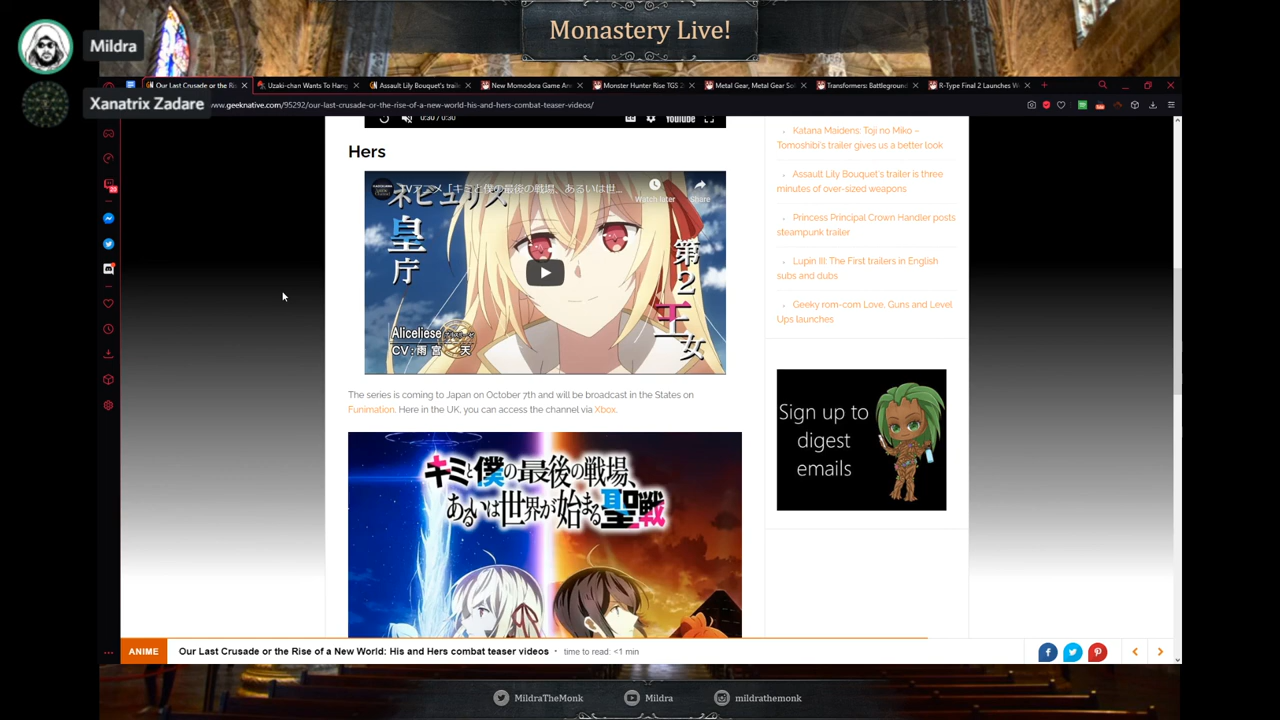 Monastery Live!
Mildra
Xanatrix Zadare
Our Last Crusade or the Ri
Uzaki-chan Wants To Hang
Assault Lily Bouquet's traile
New Momodora Game An
Monster Hunter Rise TGS 2
Metal Gear, Metal Gear Sol
Transformers: Battleground
R-Type Final 2 Launches W
www.geeknative.com/95292/our-last-crusade-or-the-rise-of-a-new-world-his-and-hers-combat-teaser-videos/
0:30 / 0:30
YouTube
Hers
TVアニメ「キミと僕の最後の戦場、あるいは世...
Watch later
Share
ネビュリス
皇庁
第2王女
Aliceliese
CV:雨宮 天
The series is coming to Japan on October 7th and will be broadcast in the States on
Funimation. Here in the UK, you can access the channel via Xbox.
キミと僕の最後の戦場、
あるいは世界が始まる聖戦
Katana Maidens: Toji no Miko –
Tomoshibi's trailer gives us a better look
Assault Lily Bouquet's trailer is three
minutes of over-sized weapons
Princess Principal Crown Handler posts
steampunk trailer
Lupin III: The First trailers in English
subs and dubs
Geeky rom-com Love, Guns and Level
Ups launches
Sign up to
digest
emails
ANIME
Our Last Crusade or the Rise of a New World: His and Hers combat teaser videos • time to read: <1 min
MildraTheMonk
Mildra
mildrathemonk